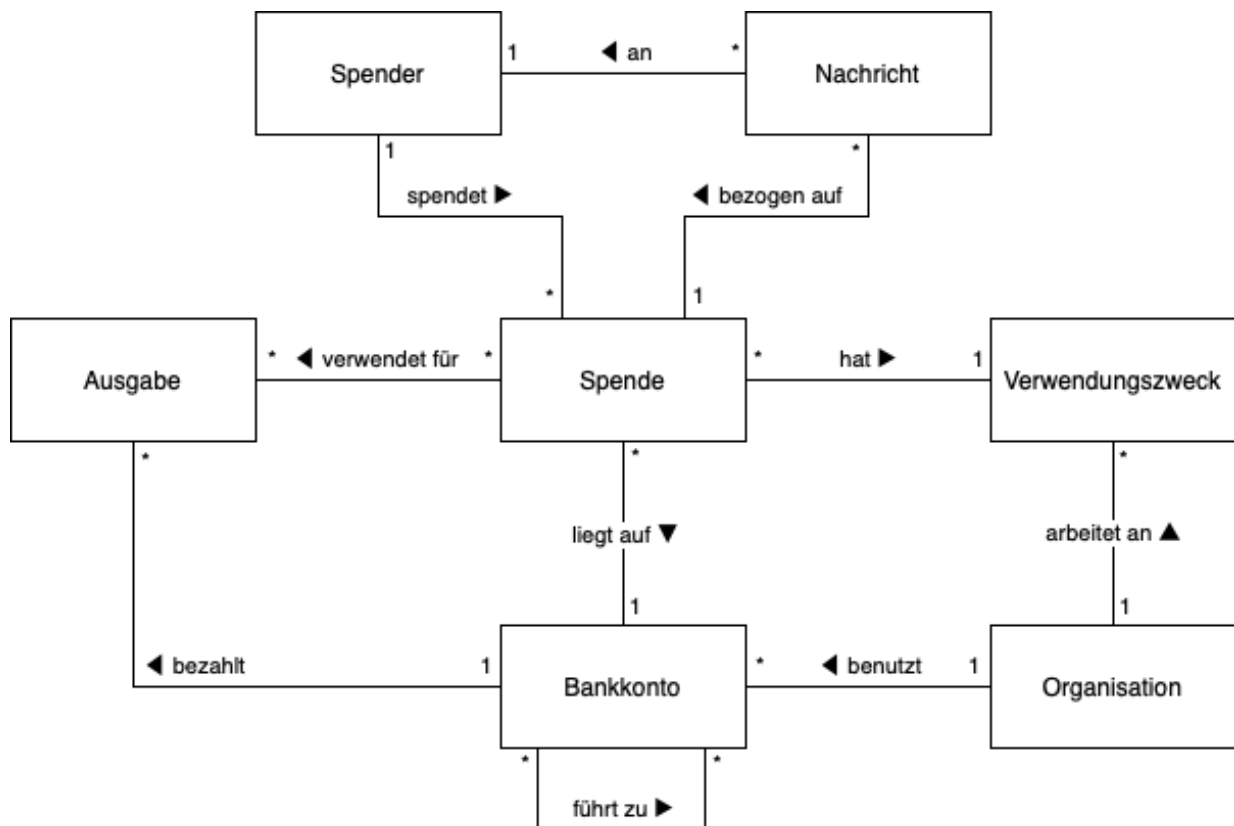 1 ◀ an *
Spender
Nachricht
1
*
spendet ▶
◀ bezogen auf
*
1
* ◀ verwendet für *
* hat ▶ 1
Ausgabe
Spende
Verwendungszweck
*
*
*
liegt auf ▼
arbeitet an ▲
1
1
◀ bezahlt 1
* ◀ benutzt 1
Bankkonto
Organisation
*
*
führt zu ▶